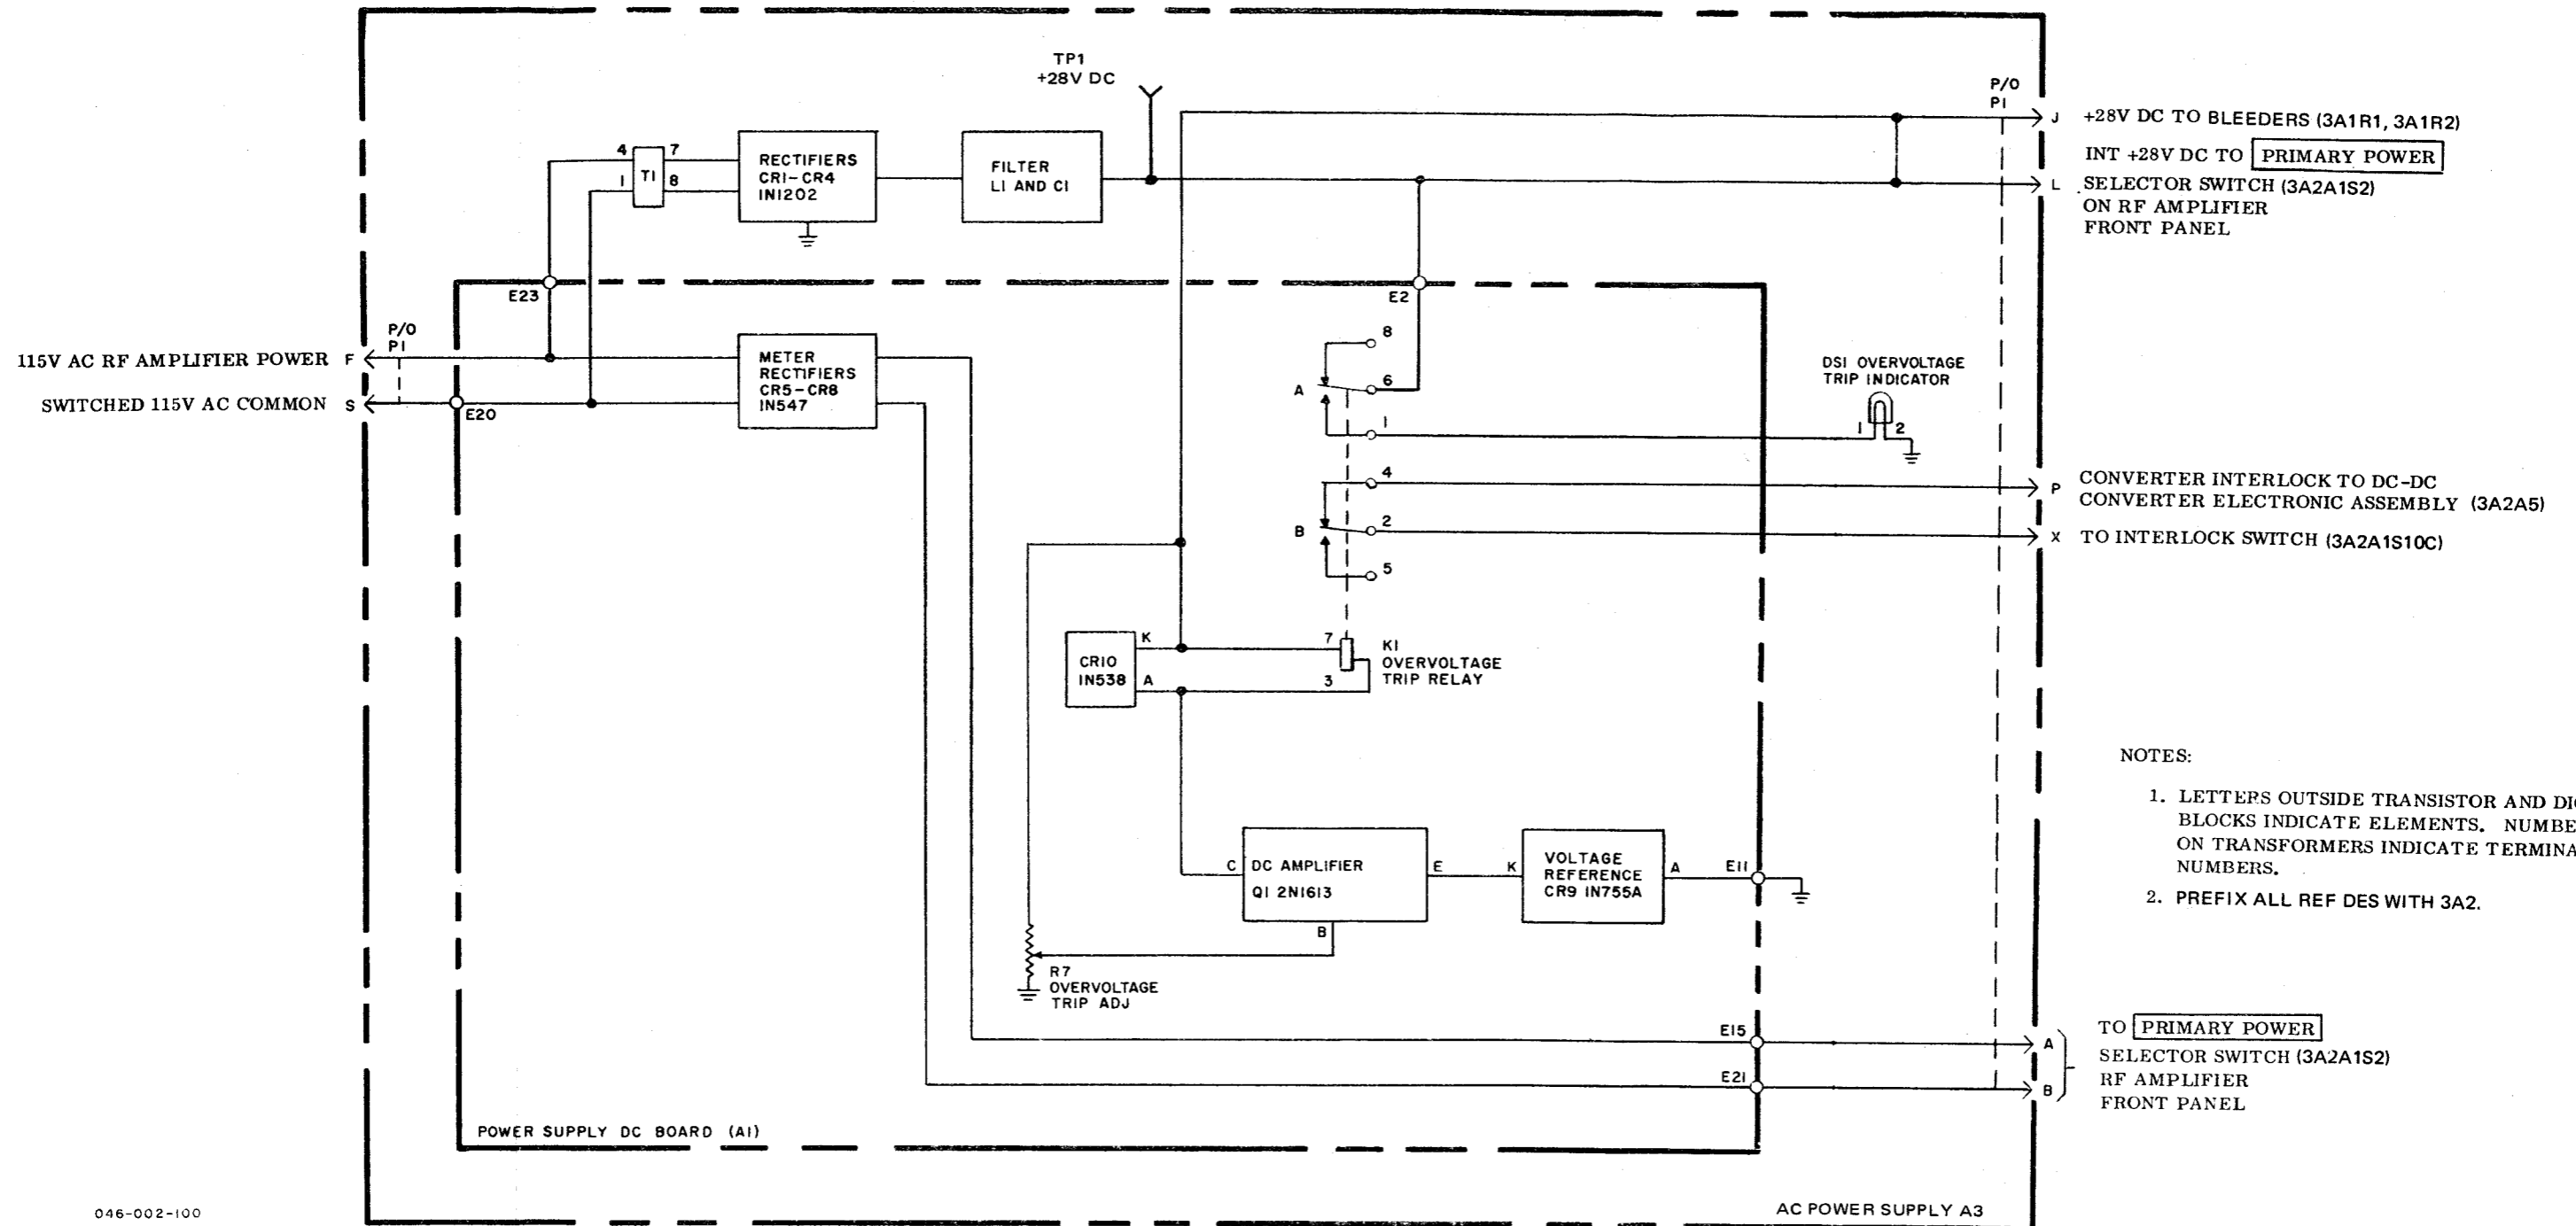 TP1
+28V DC
P/O
P1
J
+28V DC TO BLEEDERS (3A1R1, 3A1R2)
INT +28V DC TO PRIMARY POWER
L
SELECTOR SWITCH (3A2A1S2)
ON RF AMPLIFIER
FRONT PANEL
4
7
T1
1
8
RECTIFIERS
CR1-CR4
IN1202
FILTER
L1 AND C1
E23
E2
115V AC RF AMPLIFIER POWER
F
P/O
P1
SWITCHED 115V AC COMMON
S
E20
METER
RECTIFIERS
CR5-CR8
IN547
8
A
6
1
DS1 OVERVOLTAGE
TRIP INDICATOR
1
2
4
B
2
5
P
CONVERTER INTERLOCK TO DC-DC
CONVERTER ELECTRONIC ASSEMBLY (3A2A5)
X
TO INTERLOCK SWITCH (3A2A1S10C)
CR10
IN538
K
A
7
3
K1
OVERVOLTAGE
TRIP RELAY
C
DC AMPLIFIER
Q1 2N1613
E
B
K
VOLTAGE
REFERENCE
CR9 IN755A
A
E11
R7
OVERVOLTAGE
TRIP ADJ
NOTES:
1. LETTERS OUTSIDE TRANSISTOR AND
BLOCKS INDICATE ELEMENTS.
ON TRANSFORMERS INDICATE
NUMBERS.
2. PREFIX ALL REF DES WITH 3A2.
E15
A
E21
B
TO PRIMARY POWER
SELECTOR SWITCH (3A2A1S2)
RF AMPLIFIER
FRONT PANEL
POWER SUPPLY DC BOARD (A1)
046-002-100
AC POWER SUPPLY A3